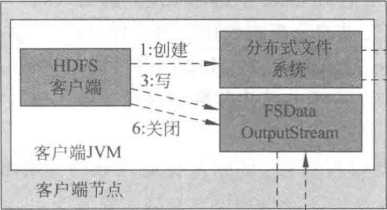 1:创建
HDFS
客户端
分布式文件
系统
3:写
6:关闭
FSData
OutputStream
客户端JVM
客户端节点